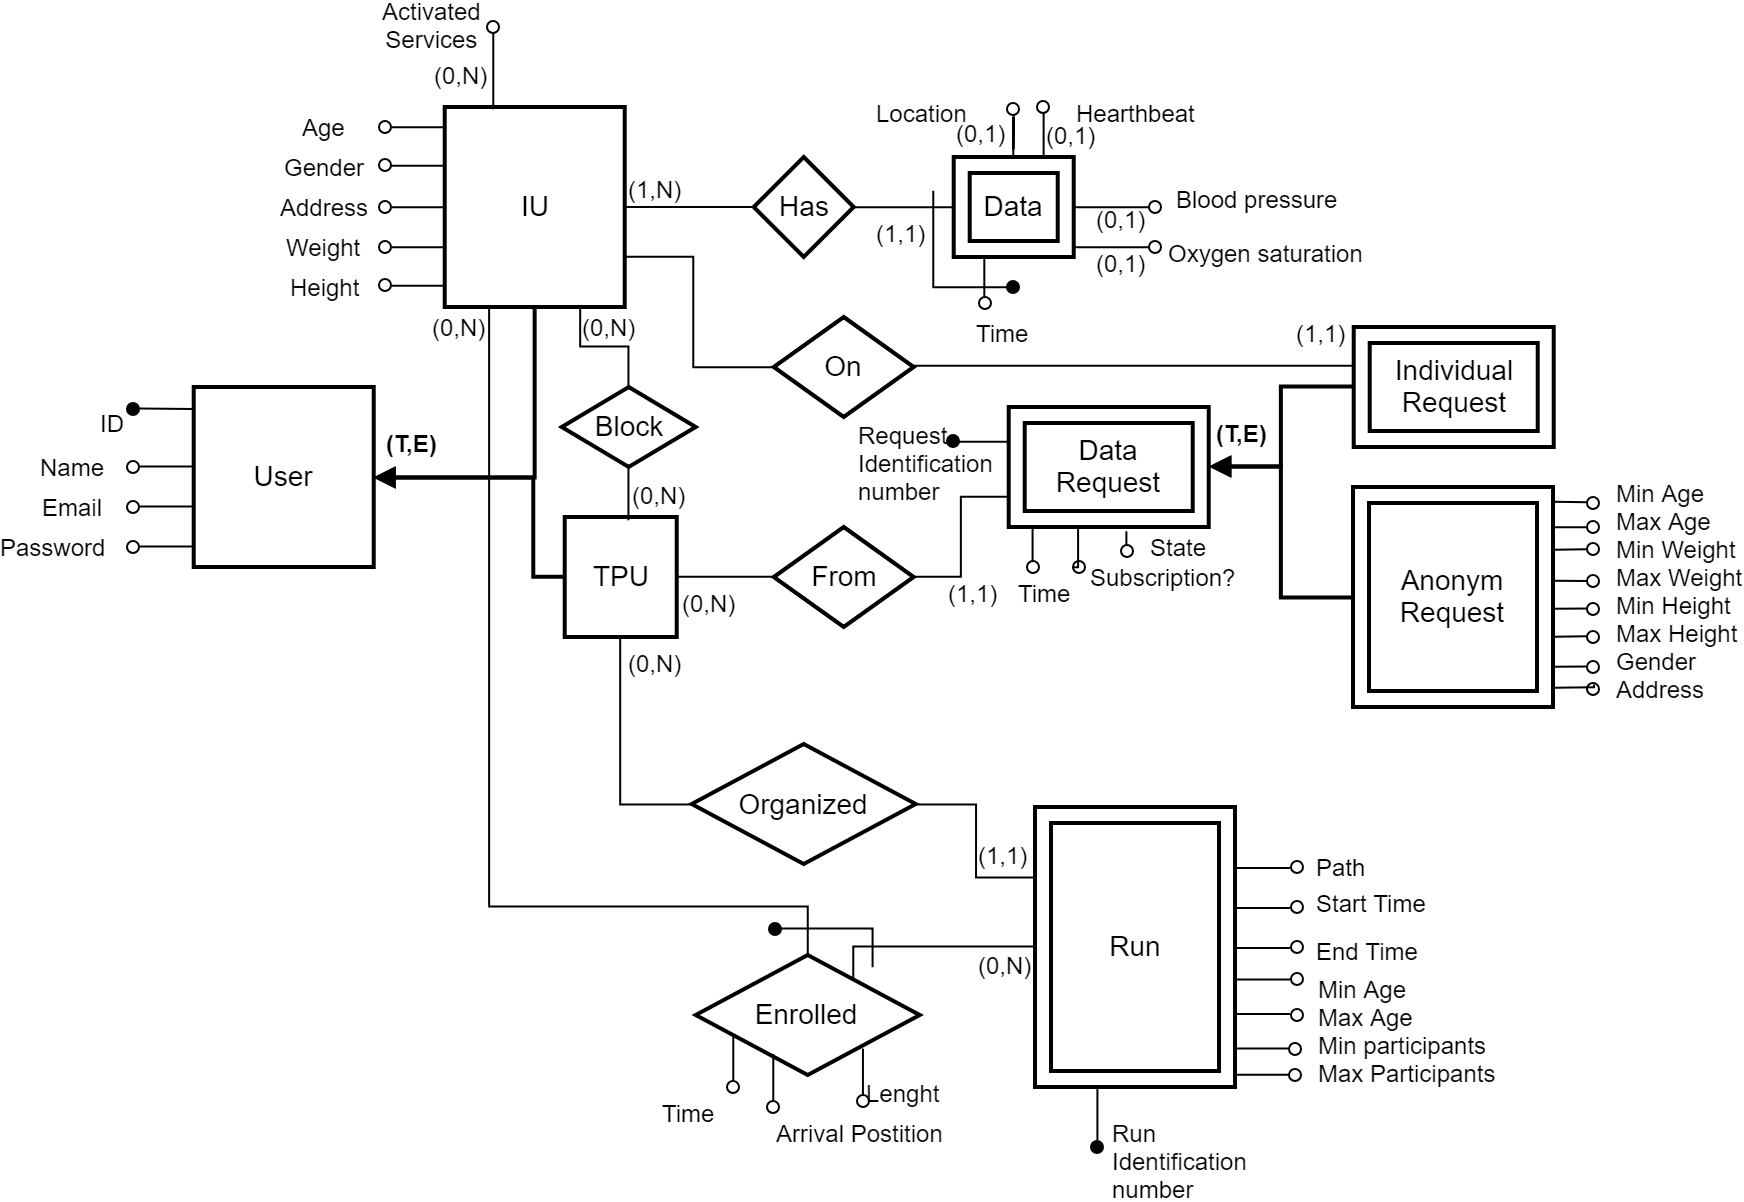 Activated
Services
(0,N)
Age
Gender
Address
Weight
Height
IU
(1,N)
Has
(1,1)
Location
(0,1)
Hearthbeat
(0,1)
Data
Blood pressure
(0,1)
Oxygen saturation
(0,1)
Time
(0,N)
(0,N)
On
(1,1)
Individual
Request
ID
Name
Email
Password
User
(T,E)
Block
(0,N)
Request
Identification
number
Data
Request
(T,E)
State
Subscription?
Time
TPU
(0,N)
From
(1,1)
Anonym
Request
Min Age
Max Age
Min Weight
Max Weight
Min Height
Max Height
Gender
Address
(0,N)
Organized
(1,1)
Run
Path
Start Time
End Time
Min Age
Max Age
Min participants
Max Participants
(0,N)
Enrolled
Time
Arrival Postition
Lenght
Run
Identification
number